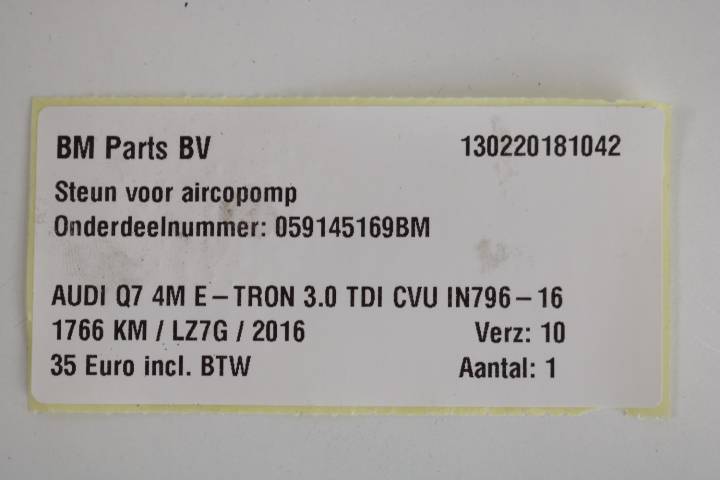 BM Parts BV 130220181042
Steun voor aircopomp
Onderdeelnummer: 059145169BM
AUDI Q7 4M E-TRON 3.0 TDI CVU IN796-16
1766 KM / LZ7G / 2016 Verz: 10
35 Euro incl. BTW Aantal: 1